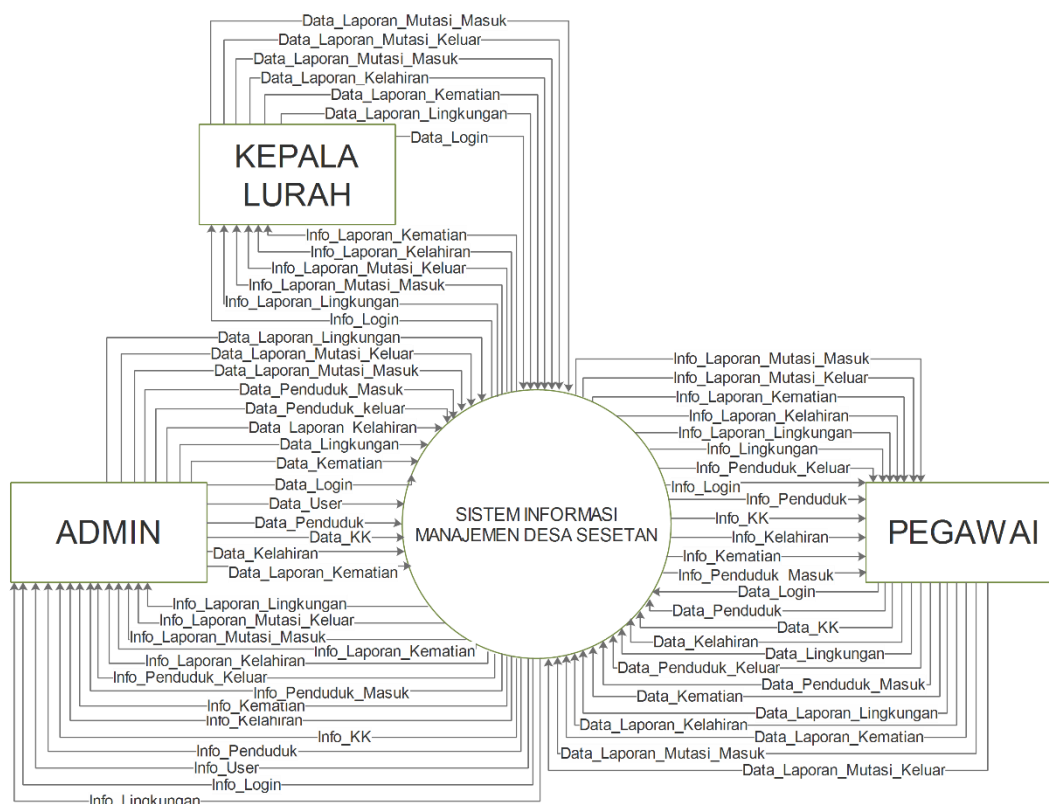 Data_Laporan_Mutasi_Masuk
Data_Laporan_Mutasi_Keluar
Data_Laporan_Mutasi_Masuk
Data_Laporan_Kelahiran
Data_Laporan_Kematian
Data_Laporan_Lingkungan
Data_Login
KEPALA
LURAH
Info_Laporan_Kematian
Info_Laporan_Kelahiran
Info_Laporan_Mutasi_Keluar
Info_Laporan_Mutasi_Masuk
Info_Laporan_Lingkungan
Info_Login
Data_Laporan_Lingkungan
Data_Laporan_Mutasi_Keluar
Data_Laporan_Mutasi_Masuk
Data_Penduduk_Masuk
Data_Penduduk_keluar
Data_Laporan_Kelahiran
Data_Lingkungan
Data_Kematian
Data_Login
Data_User
Data_Penduduk
Data_KK
Data_Kelahiran
Data_Laporan_Kematian
ADMIN
SISTEM INFORMASI
MANAJEMEN DESA SESETAN
Info_Laporan_Mutasi_Masuk
Info_Laporan_Mutasi_Keluar
Info_Laporan_Kematian
Info_Laporan_Kelahiran
Info_Laporan_Lingkungan
Info_Lingkungan
Info_Penduduk_Keluar
Info_Login
Info_Penduduk
Info_KK
Info_Kelahiran
Info_Kematian
Info_Penduduk_Masuk
PEGAWAI
Data_Login
Data_Penduduk
Data_KK
Data_Kelahiran
Data_Lingkungan
Data_Penduduk_Keluar
Data_Penduduk_Masuk
Data_Kematian
Data_Laporan_Lingkungan
Data_Laporan_Kelahiran
Data_Laporan_Kematian
Data_Laporan_Mutasi_Masuk
Data_Laporan_Mutasi_Keluar
Info_Laporan_Lingkungan
Info_Laporan_Mutasi_Keluar
Info_Laporan_Mutasi_Masuk
Info_Laporan_Kematian
Info_Laporan_Kelahiran
Info_Penduduk_Keluar
Info_Penduduk_Masuk
Info_Kematian
Info_Kelahiran
Info_KK
Info_Penduduk
Info_User
Info_Login
Info_Lingkungan